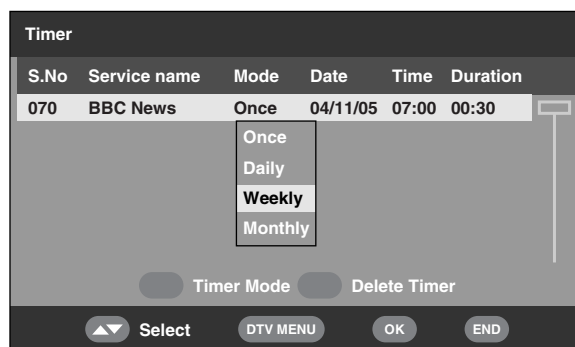 Timer
S.No Service name Mode Date Time Duration
070 BBC News Once 04/11/05 07:00 00:30
Once
Daily
Weekly
Monthly
Timer Mode Delete Timer
Select DTV MENU OK END